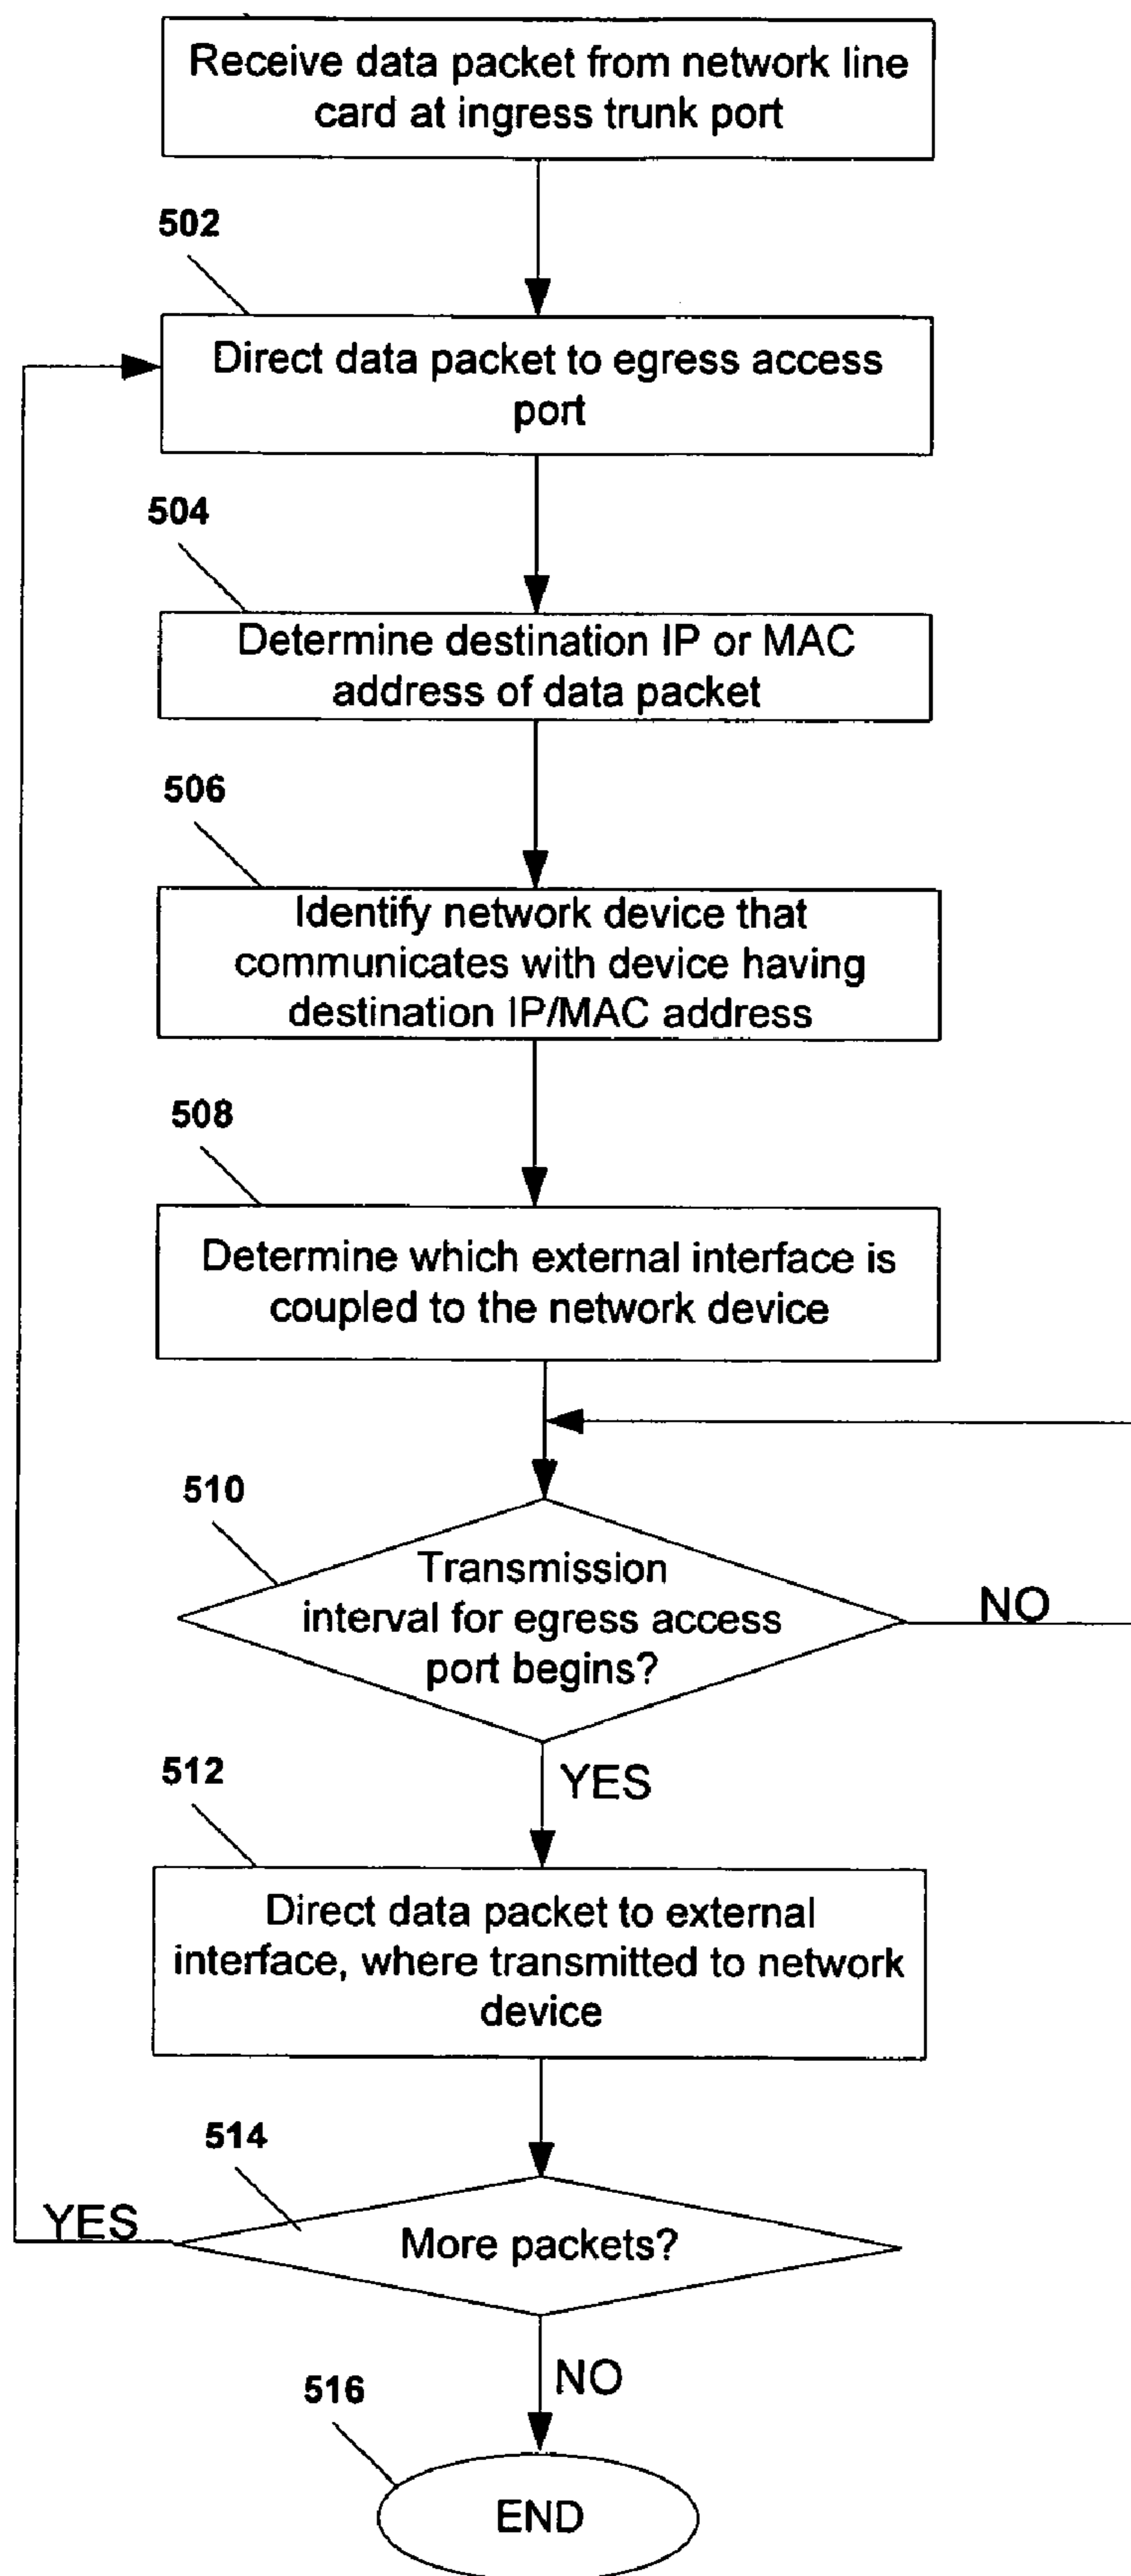 Receive data packet from network line
card at ingress trunk port
502
Direct data packet to egress access
port
504
Determine destination IP or MAC
address of data packet
506
Identify network device that
communicates with device having
destination IP/MAC address
508
Determine which external interface is
coupled to the network device
510
Transmission
interval for egress access
port begins?
NO
YES
512
Direct data packet to external
interface, where transmitted to network
device
514
More packets?
YES
NO
516
END